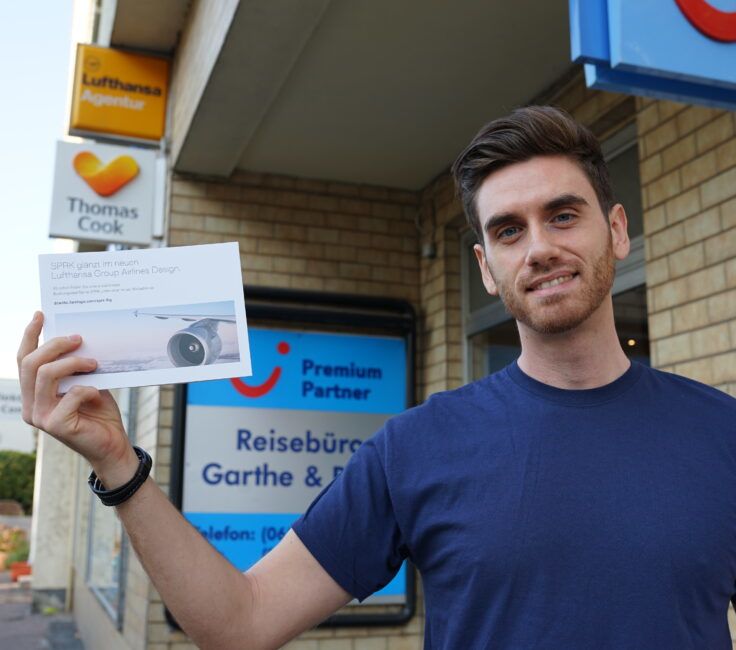 Lufthansa
Agentur
Thomas
Cook
SPRK glänzt im neuen
Lufthansa Group Airlines Design.
Premium
Partner
Reisebüro
Garthe &
Telefon: (06